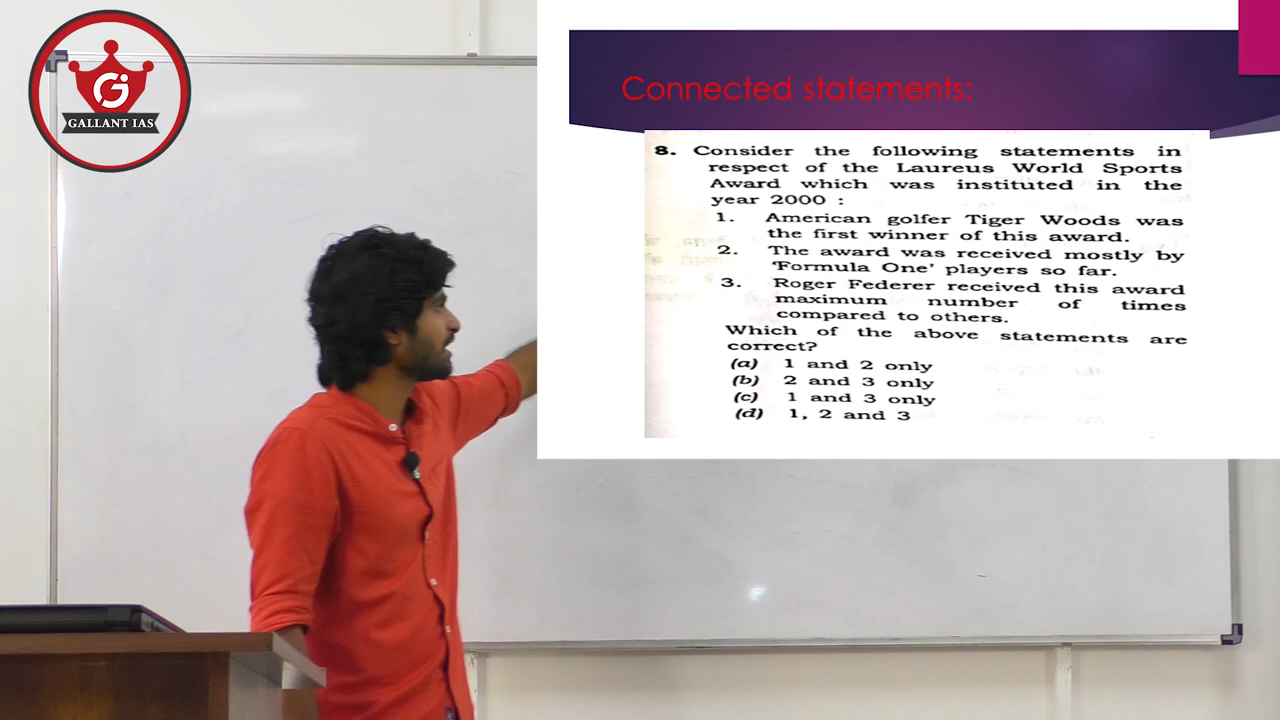 GALLANT IAS
Connected statements:
8. Consider the following statements in
respect of the Laureus World Sports
Award which was instituted in the
year 2000 :
1. American golfer Tiger Woods was
the first winner of this award.
2. The award was received mostly by
'Formula One' players so far.
3. Roger Federer received this award
maximum number of times
compared to others.
Which of the above statements are
correct?
(a) 1 and 2 only
(b) 2 and 3 only
(c) 1 and 3 only
(d) 1, 2 and 3